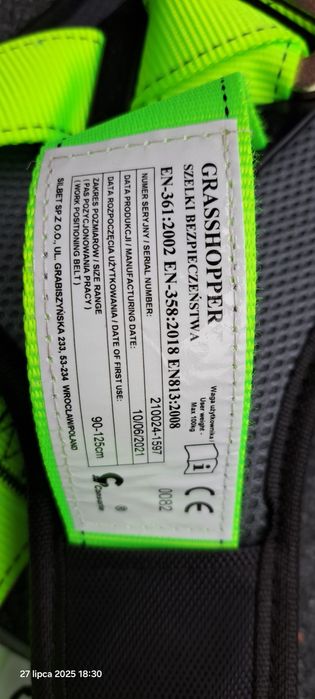 GRASSHOPPER
SZELKI BEZPIECZEŃSTWA
EN-361:2002 EN-358:2018 EN813:2008
NUMER SERYJNY / SERIAL NUMBER: 210024-1597
DATA PRODUKCJI / MANUFACTURING DATE: 10/06/2021
DATA ROZPOCZĘCIA UŻYTKOWANIA / DATE OF FIRST USE:
ZAKRES POZMIARÓW / SIZE RANGE 90-125cm
(PAS POZYCJONOWANIA PRACY)
(WORK POSITIONING BELT)
SILBET SP Z O.O., UL. GRABISZYŃSKA 233, 53-234 WROCŁAW/POLAND
Waga użytkownika /
User weight -
Max 100kg
i
CE
0082
®
27 lipca 2025 18:30